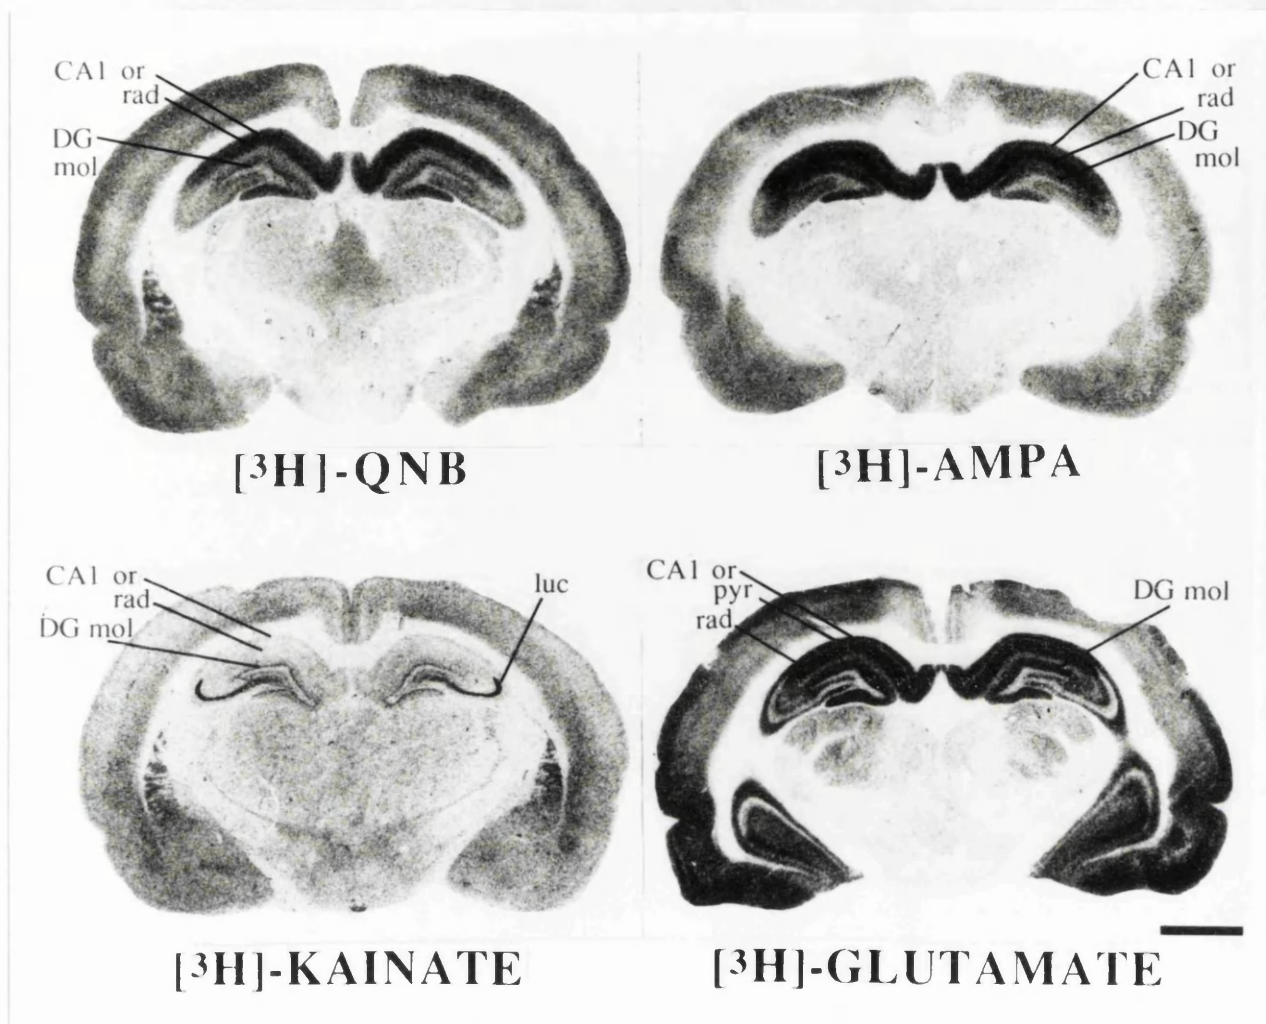 CA1 or
rad
DG
mol
CA1 or
rad
DG
mol
[³H]-QNB
[³H]-AMPA
CA1 or
rad
DG mol
luc
CA1 or
pyr
rad
DG mol
[³H]-KAINATE
[³H]-GLUTAMATE